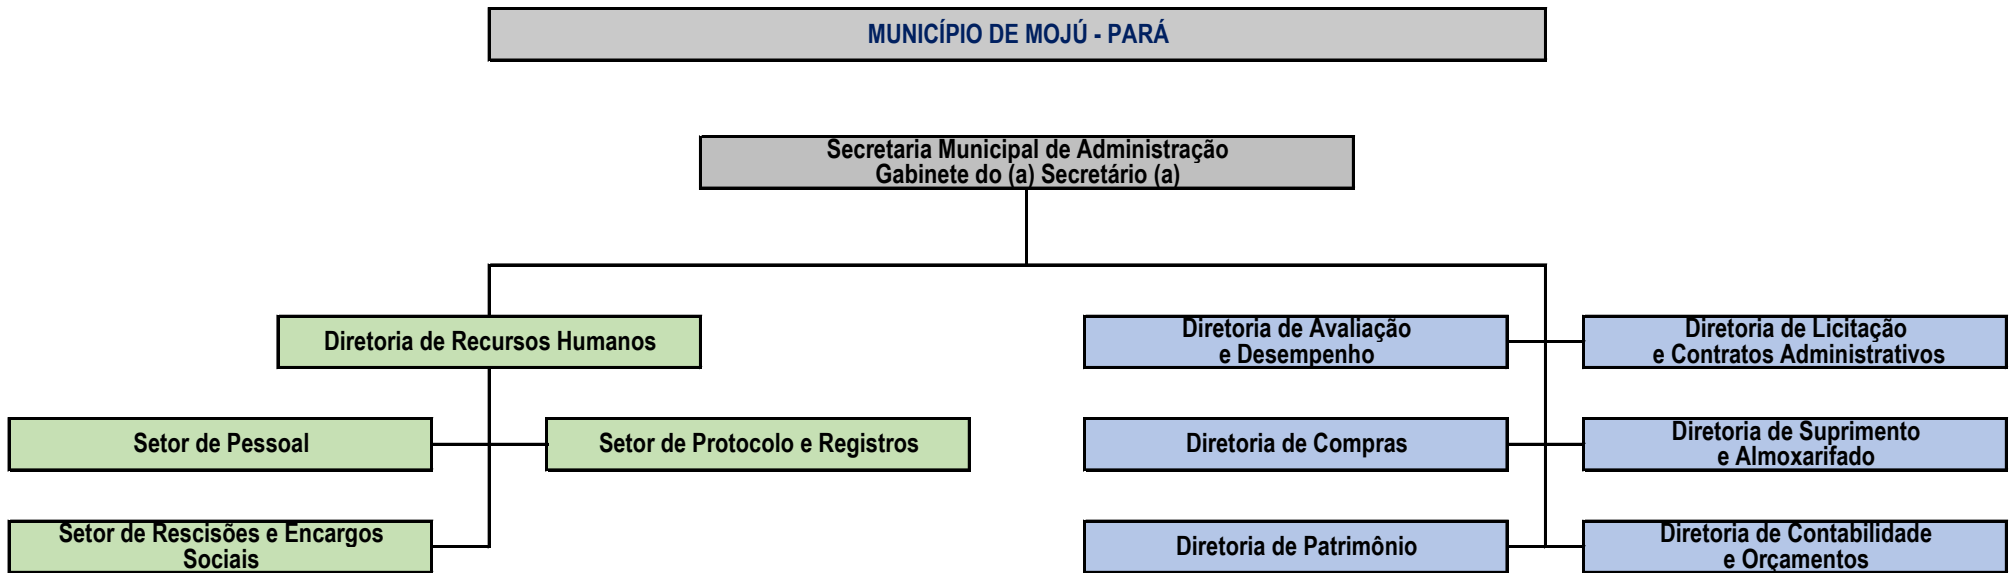 MUNICÍPIO DE MOJÚ - PARÁ
Secretaria Municipal de Administração
Gabinete do (a) Secretário (a)
Diretoria de Recursos Humanos
Diretoria de Avaliação
e Desempenho
Diretoria de Licitação
e Contratos Administrativos
Setor de Pessoal
Setor de Protocolo e Registros
Diretoria de Compras
Diretoria de Suprimento
e Almoxarifado
Setor de Rescisões e Encargos
Sociais
Diretoria de Patrimônio
Diretoria de Contabilidade
e Orçamentos